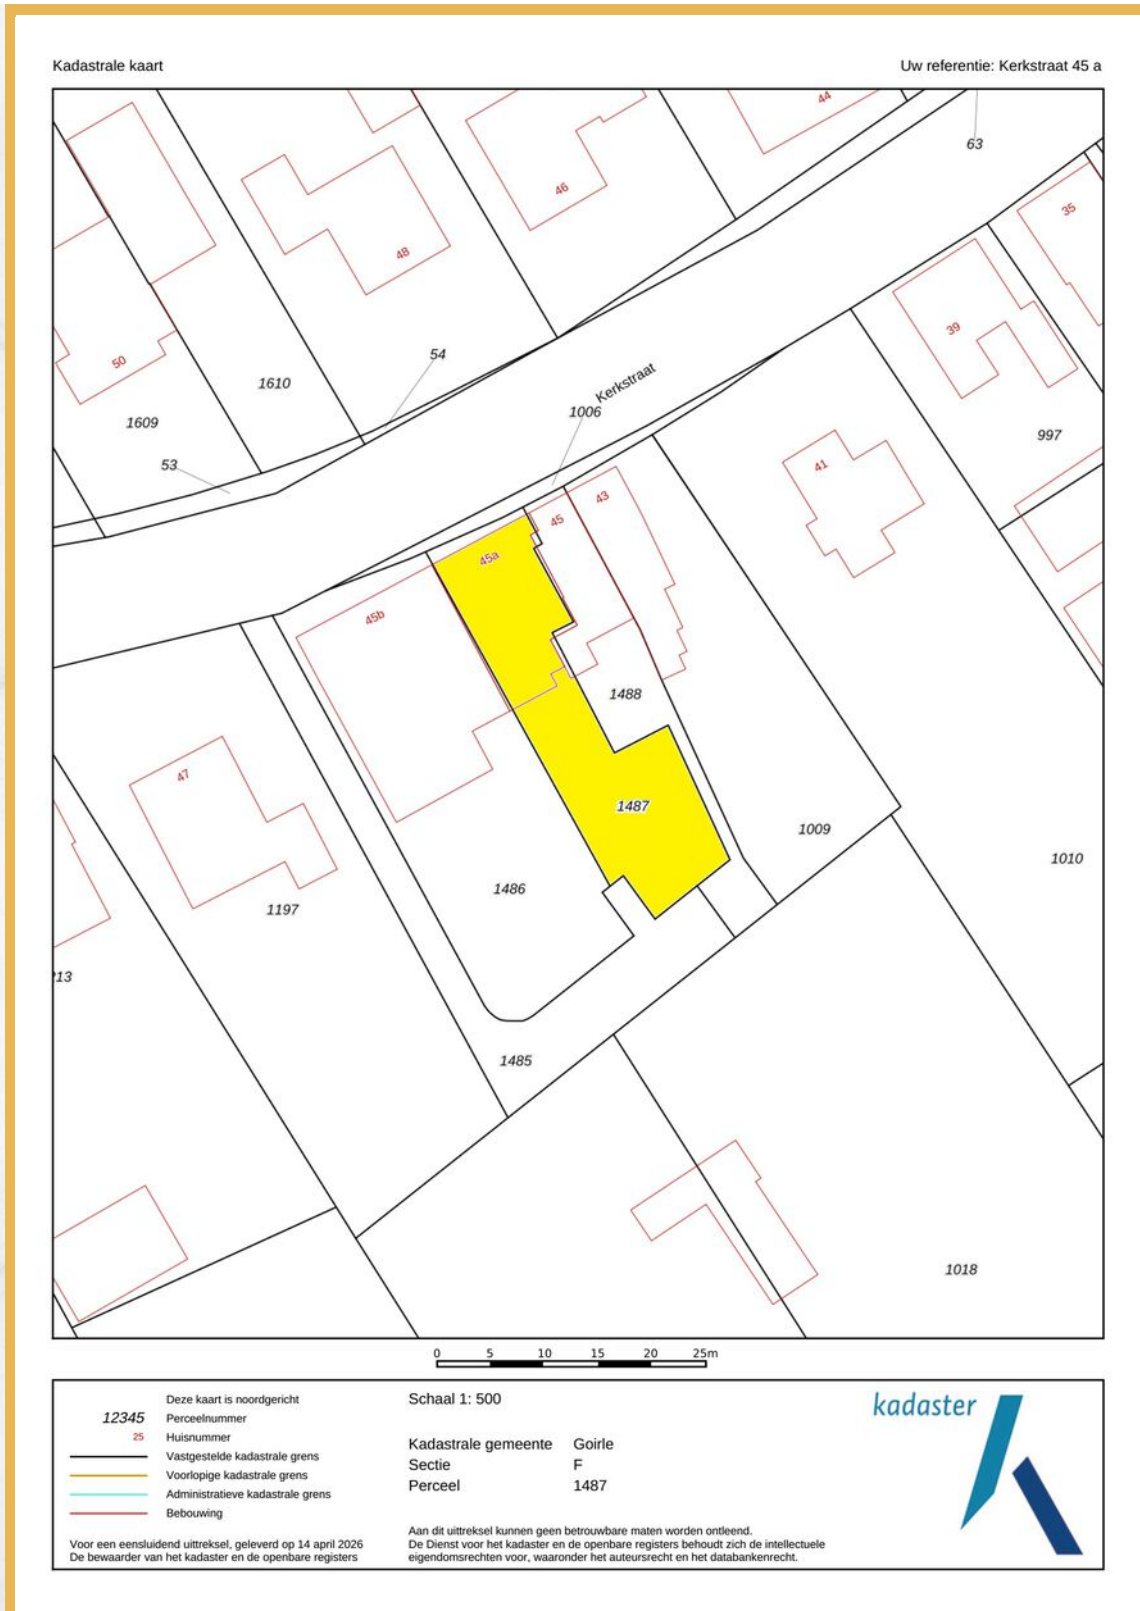 Kadastrale kaart
Uw referentie: Kerkstraat 45 a
44
63
46
35
48
39
54
50
1610
Kerkstraat
1006
1609
997
53
41
43
45
45a
45b
1488
47
1487
1009
1010
1486
1197
1485
1018
0 5 10 15 20 25m
Deze kaart is noordgericht
12345 Perceelnummer
25 Huisnummer
Vastgestelde kadastrale grens
Voorlopige kadastrale grens
Administratieve kadastrale grens
Bebouwing
Voor een eensluidend uittreksel, geleverd op 14 april 2026
De bewaarder van het kadaster en de openbare registers
Schaal 1: 500
Kadastrale gemeente Goirle
Sectie F
Perceel 1487
Aan dit uittreksel kunnen geen betrouwbare maten worden ontleend.
De Dienst voor het kadaster en de openbare registers behoudt zich de intellectuele
eigendomsrechten voor, waaronder het auteursrecht en het databankenrecht.
kadaster